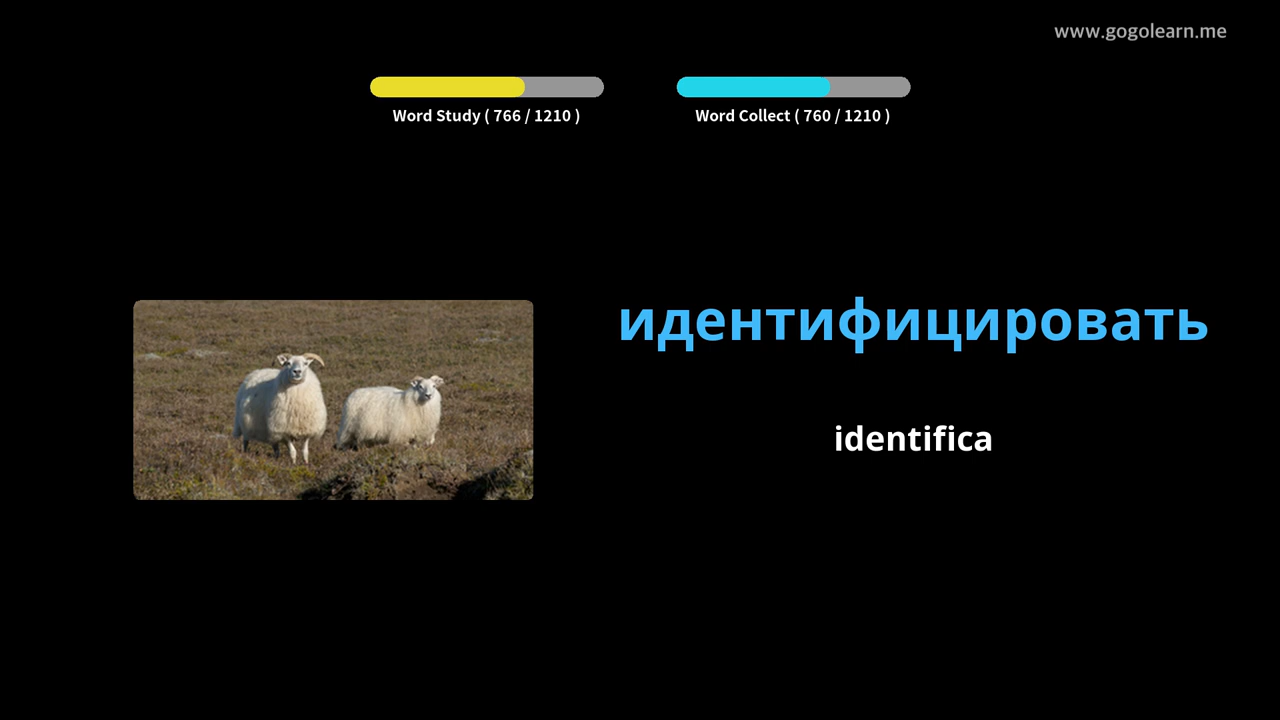 www.gogolearn.me
Word Study ( 766 / 1210 )
Word Collect ( 760 / 1210 )
идентифицировать
identifica